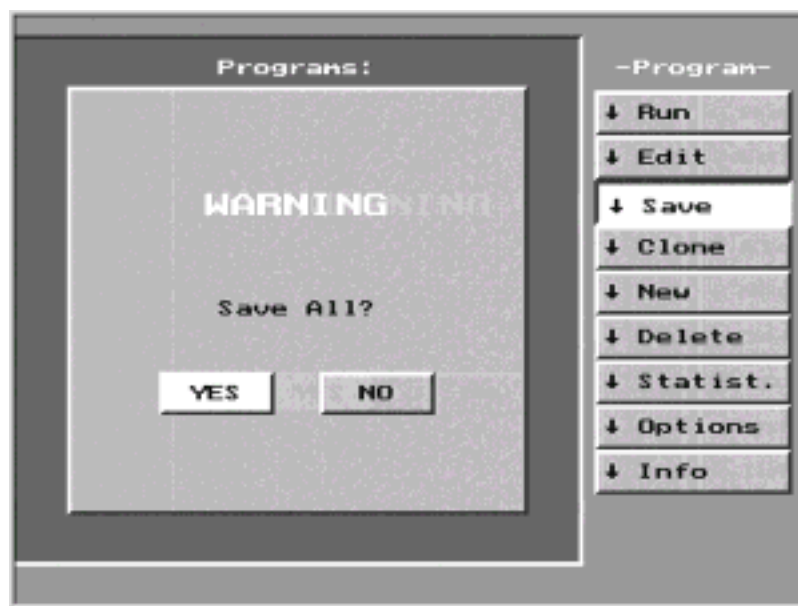 Programs:
WARNING
Save All?
YES NO
-Program-
↓ Run
↓ Edit
↓ Save
↓ Clone
↓ New
↓ Delete
↓ Statist.
↓ Options
↓ Info